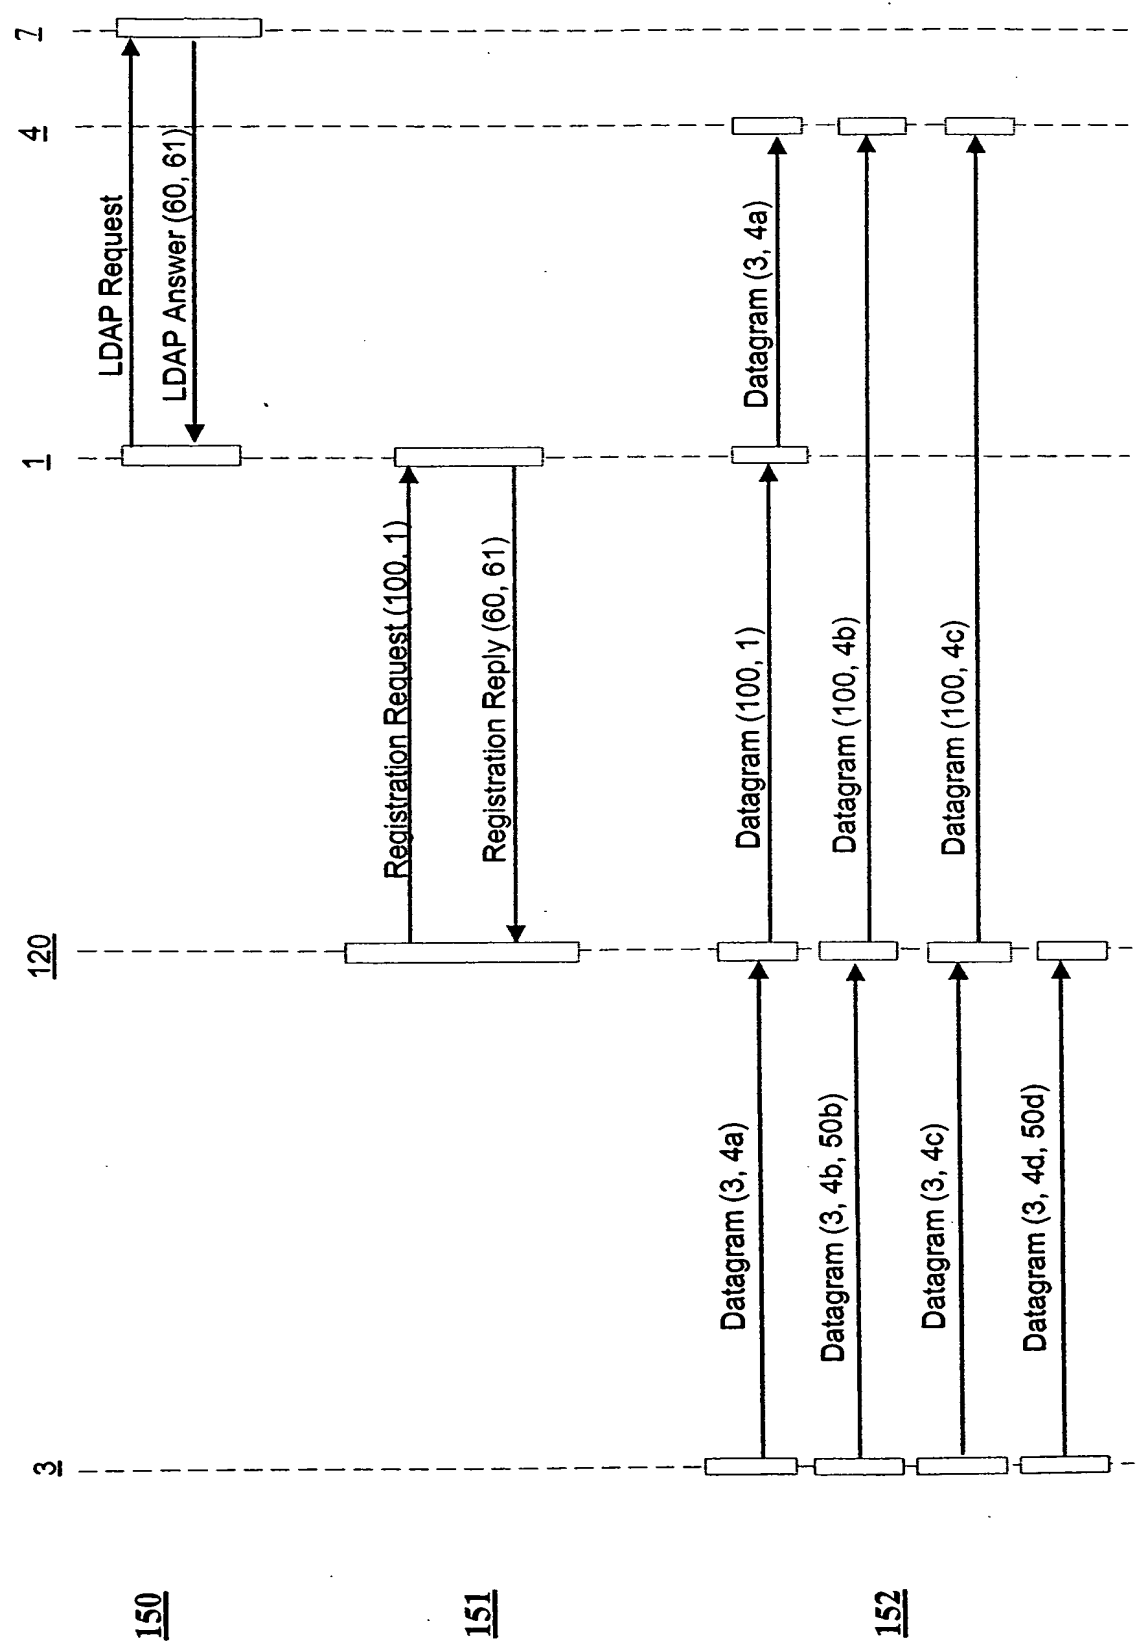 3
120
1
4
7
150
LDAP Request
LDAP Answer (60, 61)
151
Registration Request (100, 1)
Registration Reply (60, 61)
152
Datagram (3, 4a)
Datagram (100, 1)
Datagram (3, 4a)
Datagram (3, 4b, 50b)
Datagram (100, 4b)
Datagram (3, 4c)
Datagram (100, 4c)
Datagram (3, 4d, 50d)